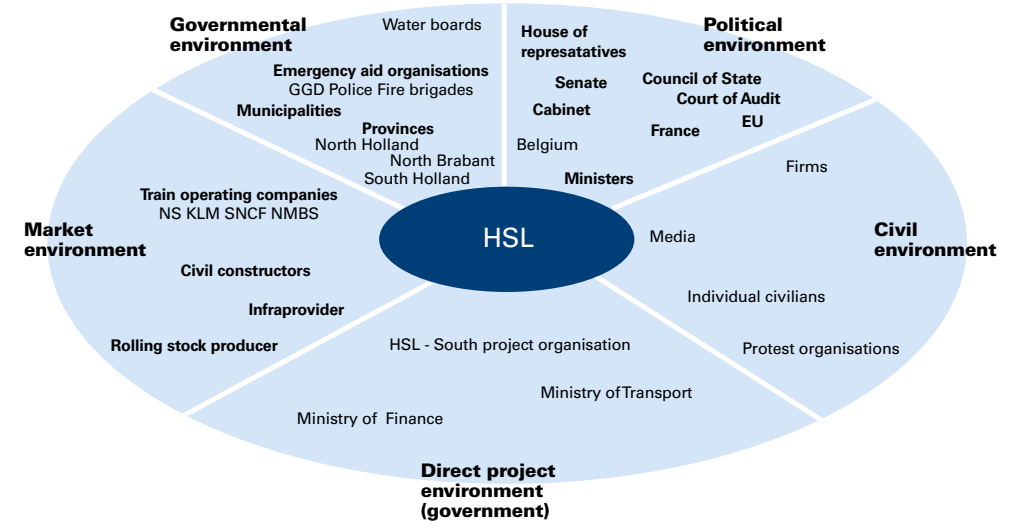 Governmental
environment
Water boards
Emergency aid organisations
GGD Police Fire brigades
Municipalities
Provinces
North Holland
North Brabant
South Holland
Political
environment
House of
represatatives
Senate
Council of State
Court of Audit
Cabinet
EU
France
Belgium
Ministers
Market
environment
Train operating companies
NS KLM SNCF NMBS
Civil constructors
Infraprovider
Rolling stock producer
HSL
Civil
environment
Firms
Media
Individual civilians
Protest organisations
HSL - South project organisation
Ministry of Transport
Ministry of Finance
Direct project
environment
(government)